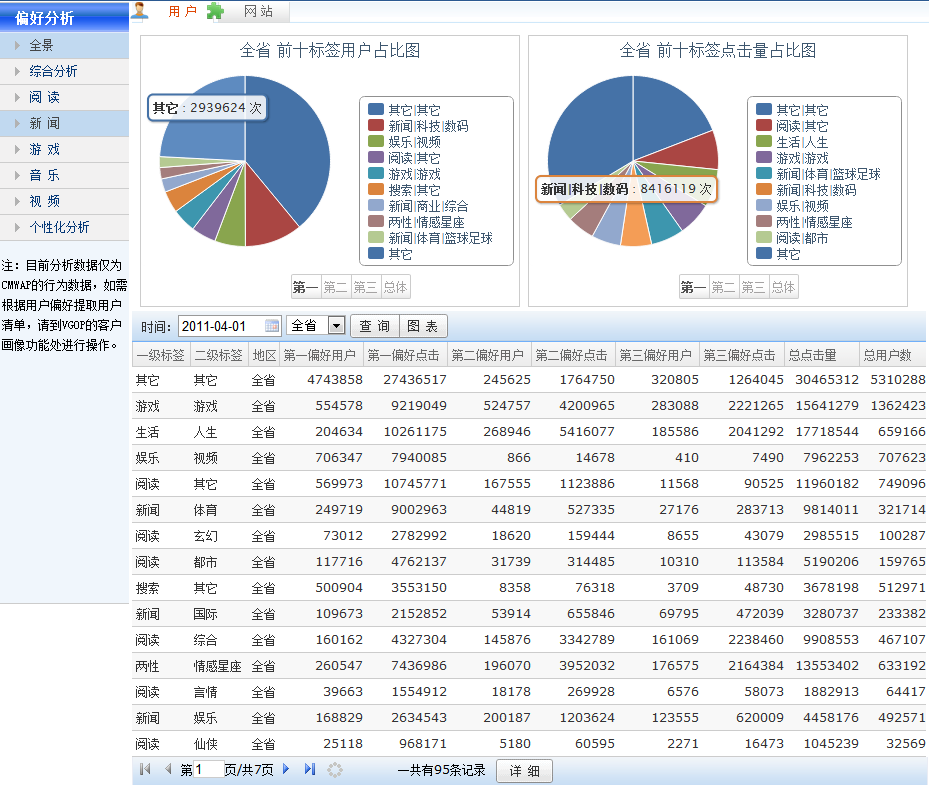 偏好分析
全景
综合分析
阅 读
新 闻
游 戏
音 乐
视 频
个性化分析
注：目前分析数据仅为
CMWAP的行为数据，如需
根据用户偏好提取用户
清单，请到VGOP的客户
画像功能处进行操作。
用 户 网 站
全省 前十标签用户占比图
其它 : 2939624 次
其它|其它
新闻|科技|数码
娱乐|视频
阅读|其它
游戏|游戏
搜索|其它
新闻|商业|综合
两性|情感星座
新闻|体育|篮球足球
其它
第一 第二 第三 总体
全省 前十标签点击量占比图
新闻|科技|数码 : 8416119 次
其它|其它
阅读|其它
生活|人生
游戏|游戏
新闻|体育|篮球足球
新闻|科技|数码
娱乐|视频
两性|情感星座
阅读|都市
其它
第一 第二 第三 总体
时间： 2011-04-01 全省 查 询 图 表
一级标签 二级标签 地区 第一偏好用户 第一偏好点击 第二偏好用户 第二偏好点击 第三偏好用户 第三偏好点击 总点击量 总用户数
其它 其它 全省 4743858 27436517 245625 1764750 320805 1264045 30465312 5310288
游戏 游戏 全省 554578 9219049 524757 4200965 283088 2221265 15641279 1362423
生活 人生 全省 204634 10261175 268946 5416077 185586 2041292 17718544 659166
娱乐 视频 全省 706347 7940085 866 14678 410 7490 7962253 707623
阅读 其它 全省 569973 10745771 167555 1123886 11568 90525 11960182 749096
新闻 体育 全省 249719 9002963 44819 527335 27176 283713 9814011 321714
阅读 玄幻 全省 73012 2782992 18620 159444 8655 43079 2985515 100287
阅读 都市 全省 117716 4762137 31739 314485 10310 113584 5190206 159765
搜索 其它 全省 500904 3553150 8358 76318 3709 48730 3678198 512971
新闻 国际 全省 109673 2152852 53914 655846 69795 472039 3280737 233382
阅读 综合 全省 160162 4327304 145876 3342789 161069 2238460 9908553 467107
两性 情感星座 全省 260547 7436986 196070 3952032 176575 2164384 13553402 633192
阅读 言情 全省 39663 1554912 18178 269928 6576 58073 1882913 64417
新闻 娱乐 全省 168829 2634543 200187 1203624 123555 620009 4458176 492571
阅读 仙侠 全省 25118 968171 5180 60595 2271 16473 1045239 32569
第 1 页/共7页 一共有95条记录 详 细